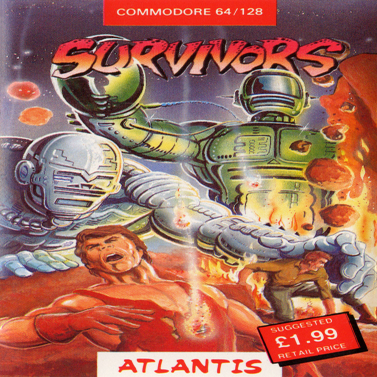 COMMODORE 64/128
SURVIVORS
SUGGESTED
£1.99
RETAIL PRICE
ATLANTIS